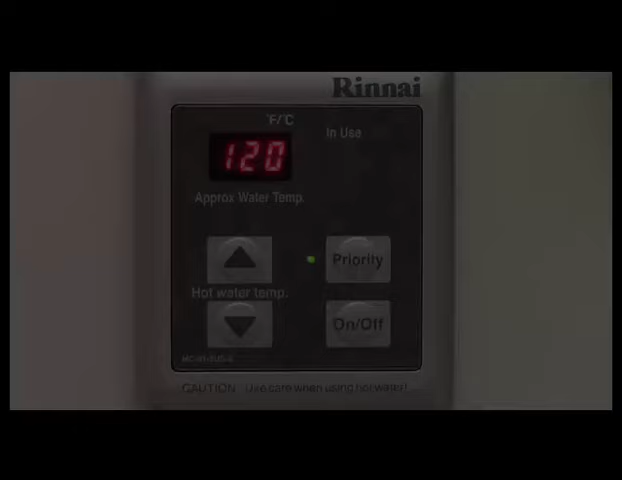 Rinnai
°F/°C
In Use
120
Approx Water Temp.
Priority
Hot water temp.
On/Off
CAUTION Use care when using hot water!